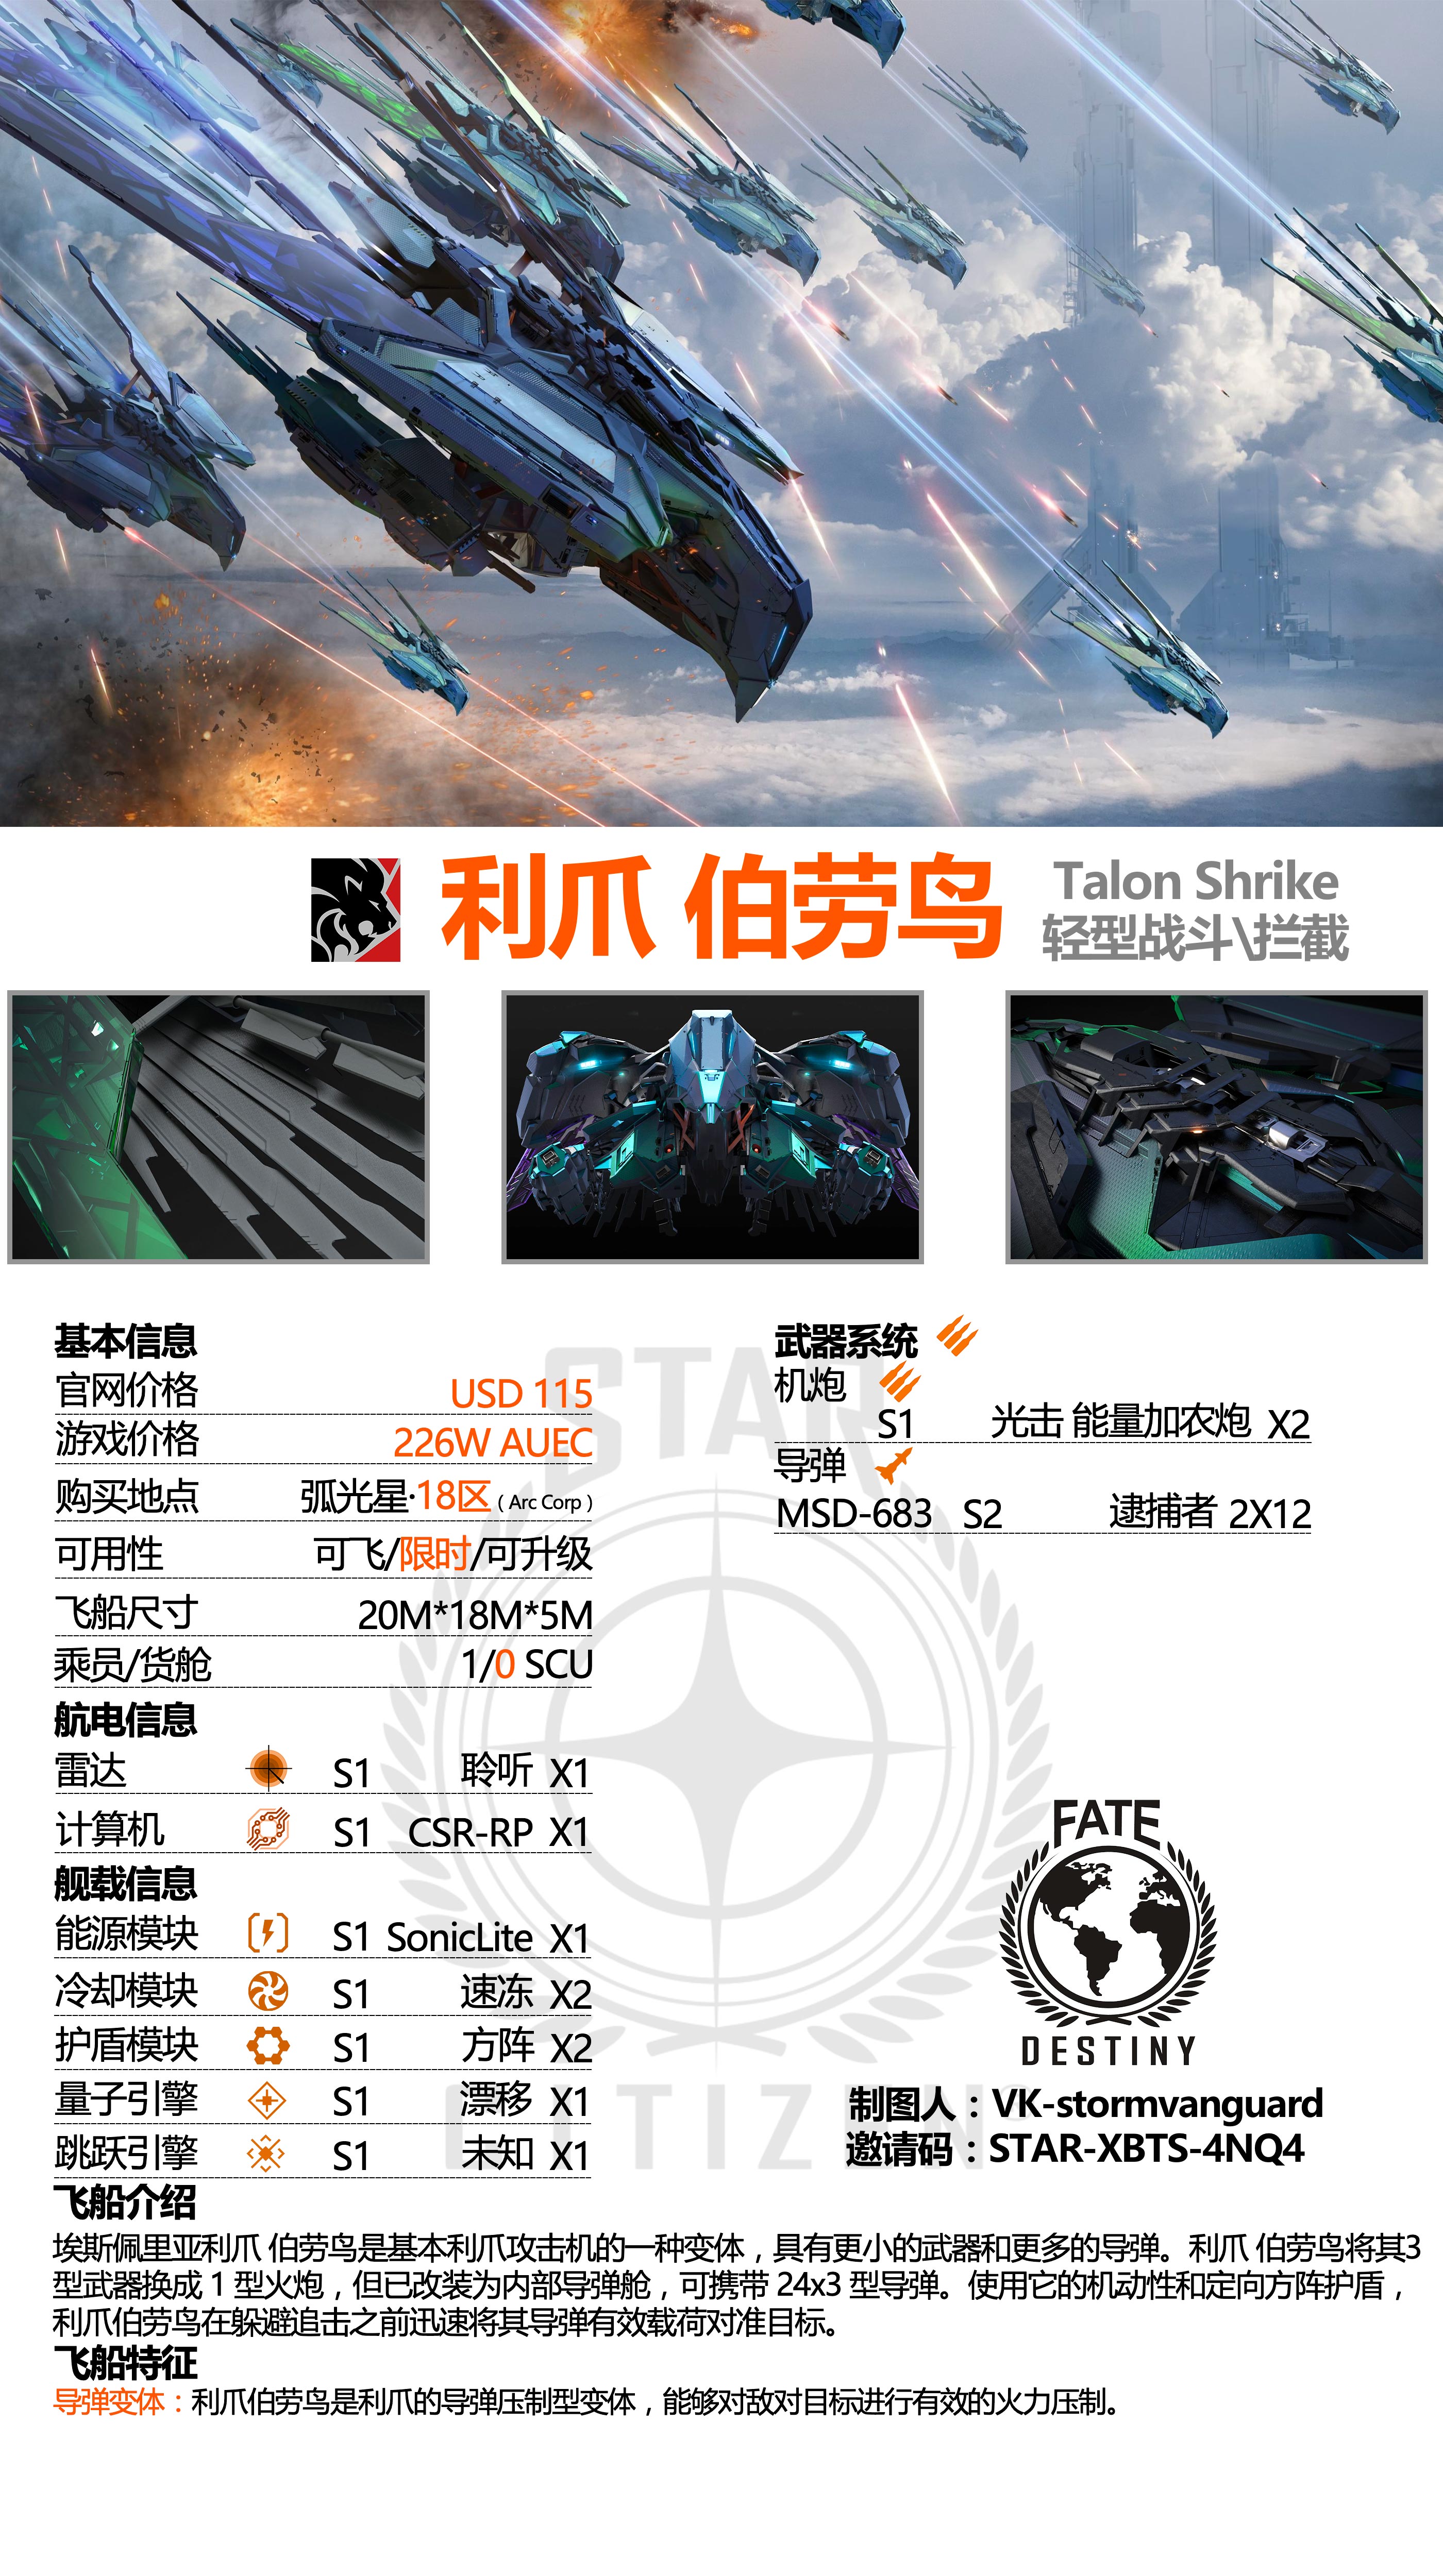 利爪 伯劳鸟
Talon Shrike
轻型战斗\拦截
基本信息
官网价格 USD 115
游戏价格 226W AUEC
购买地点 弧光星·18区 ( Arc Corp )
可用性 可飞/限时/可升级
飞船尺寸 20M*18M*5M
乘员/货舱 1/0 SCU
航电信息
雷达 S1 聆听 X1
计算机 S1 CSR-RP X1
舰载信息
能源模块 S1 SonicLite X1
冷却模块 S1 速冻 X2
护盾模块 S1 方阵 X2
量子引擎 S1 漂移 X1
跳跃引擎 S1 未知 X1
武器系统
机炮
S1 光击 能量加农炮 X2
导弹
MSD-683 S2 逮捕者 2X12
STAR
CITIZEN
FATE
DESTINY
制图人：VK-stormvanguard
邀请码：STAR-XBTS-4NQ4
飞船介绍
埃斯佩里亚利爪 伯劳鸟是基本利爪攻击机的一种变体，具有更小的武器和更多的导弹。利爪 伯劳鸟将其3
型武器换成 1 型火炮，但已改装为内部导弹舱，可携带 24x3 型导弹。使用它的机动性和定向方阵护盾，
利爪伯劳鸟在躲避追击之前迅速将其导弹有效载荷对准目标。
飞船特征
导弹变体：利爪伯劳鸟是利爪的导弹压制型变体，能够对敌对目标进行有效的火力压制。